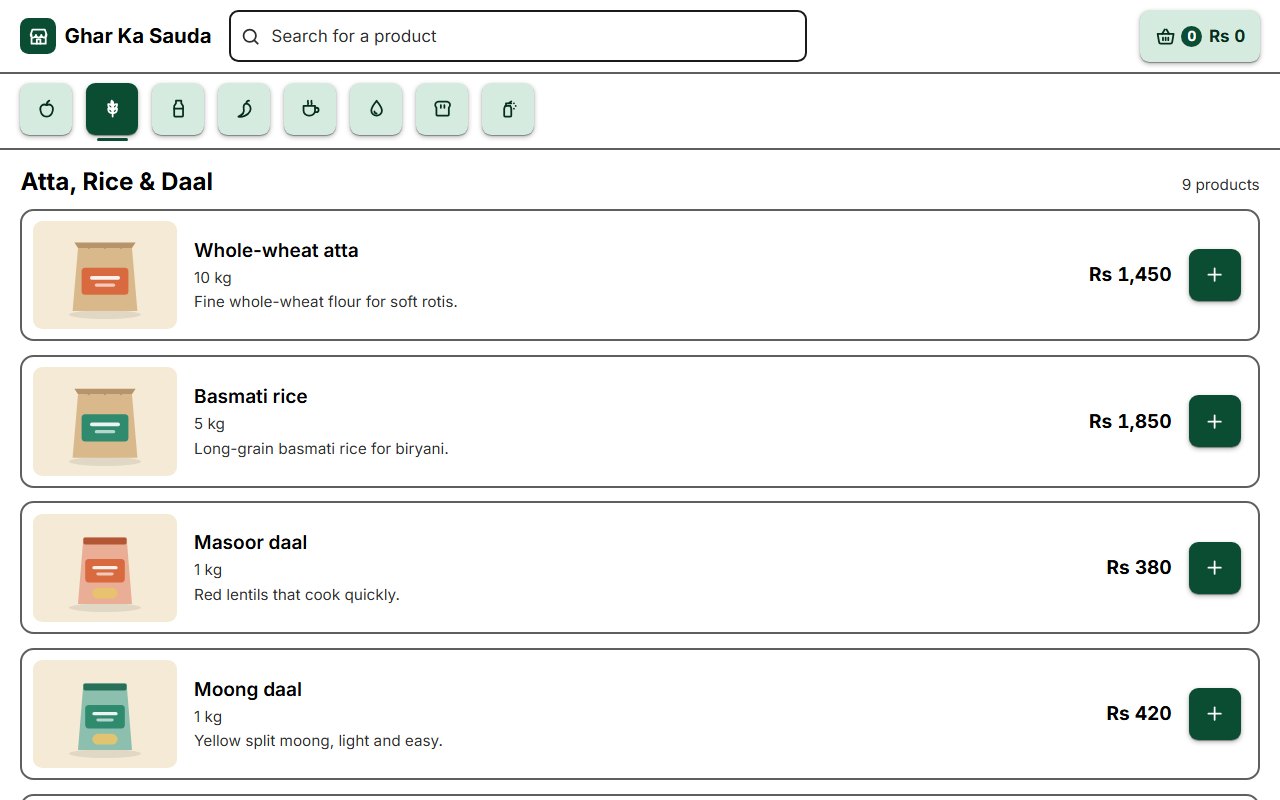 Ghar Ka Sauda
Search for a product
0 Rs 0
Atta, Rice & Daal
9 products
Whole-wheat atta
10 kg
Fine whole-wheat flour for soft rotis.
Rs 1,450
Basmati rice
5 kg
Long-grain basmati rice for biryani.
Rs 1,850
Masoor daal
1 kg
Red lentils that cook quickly.
Rs 380
Moong daal
1 kg
Yellow split moong, light and easy.
Rs 420